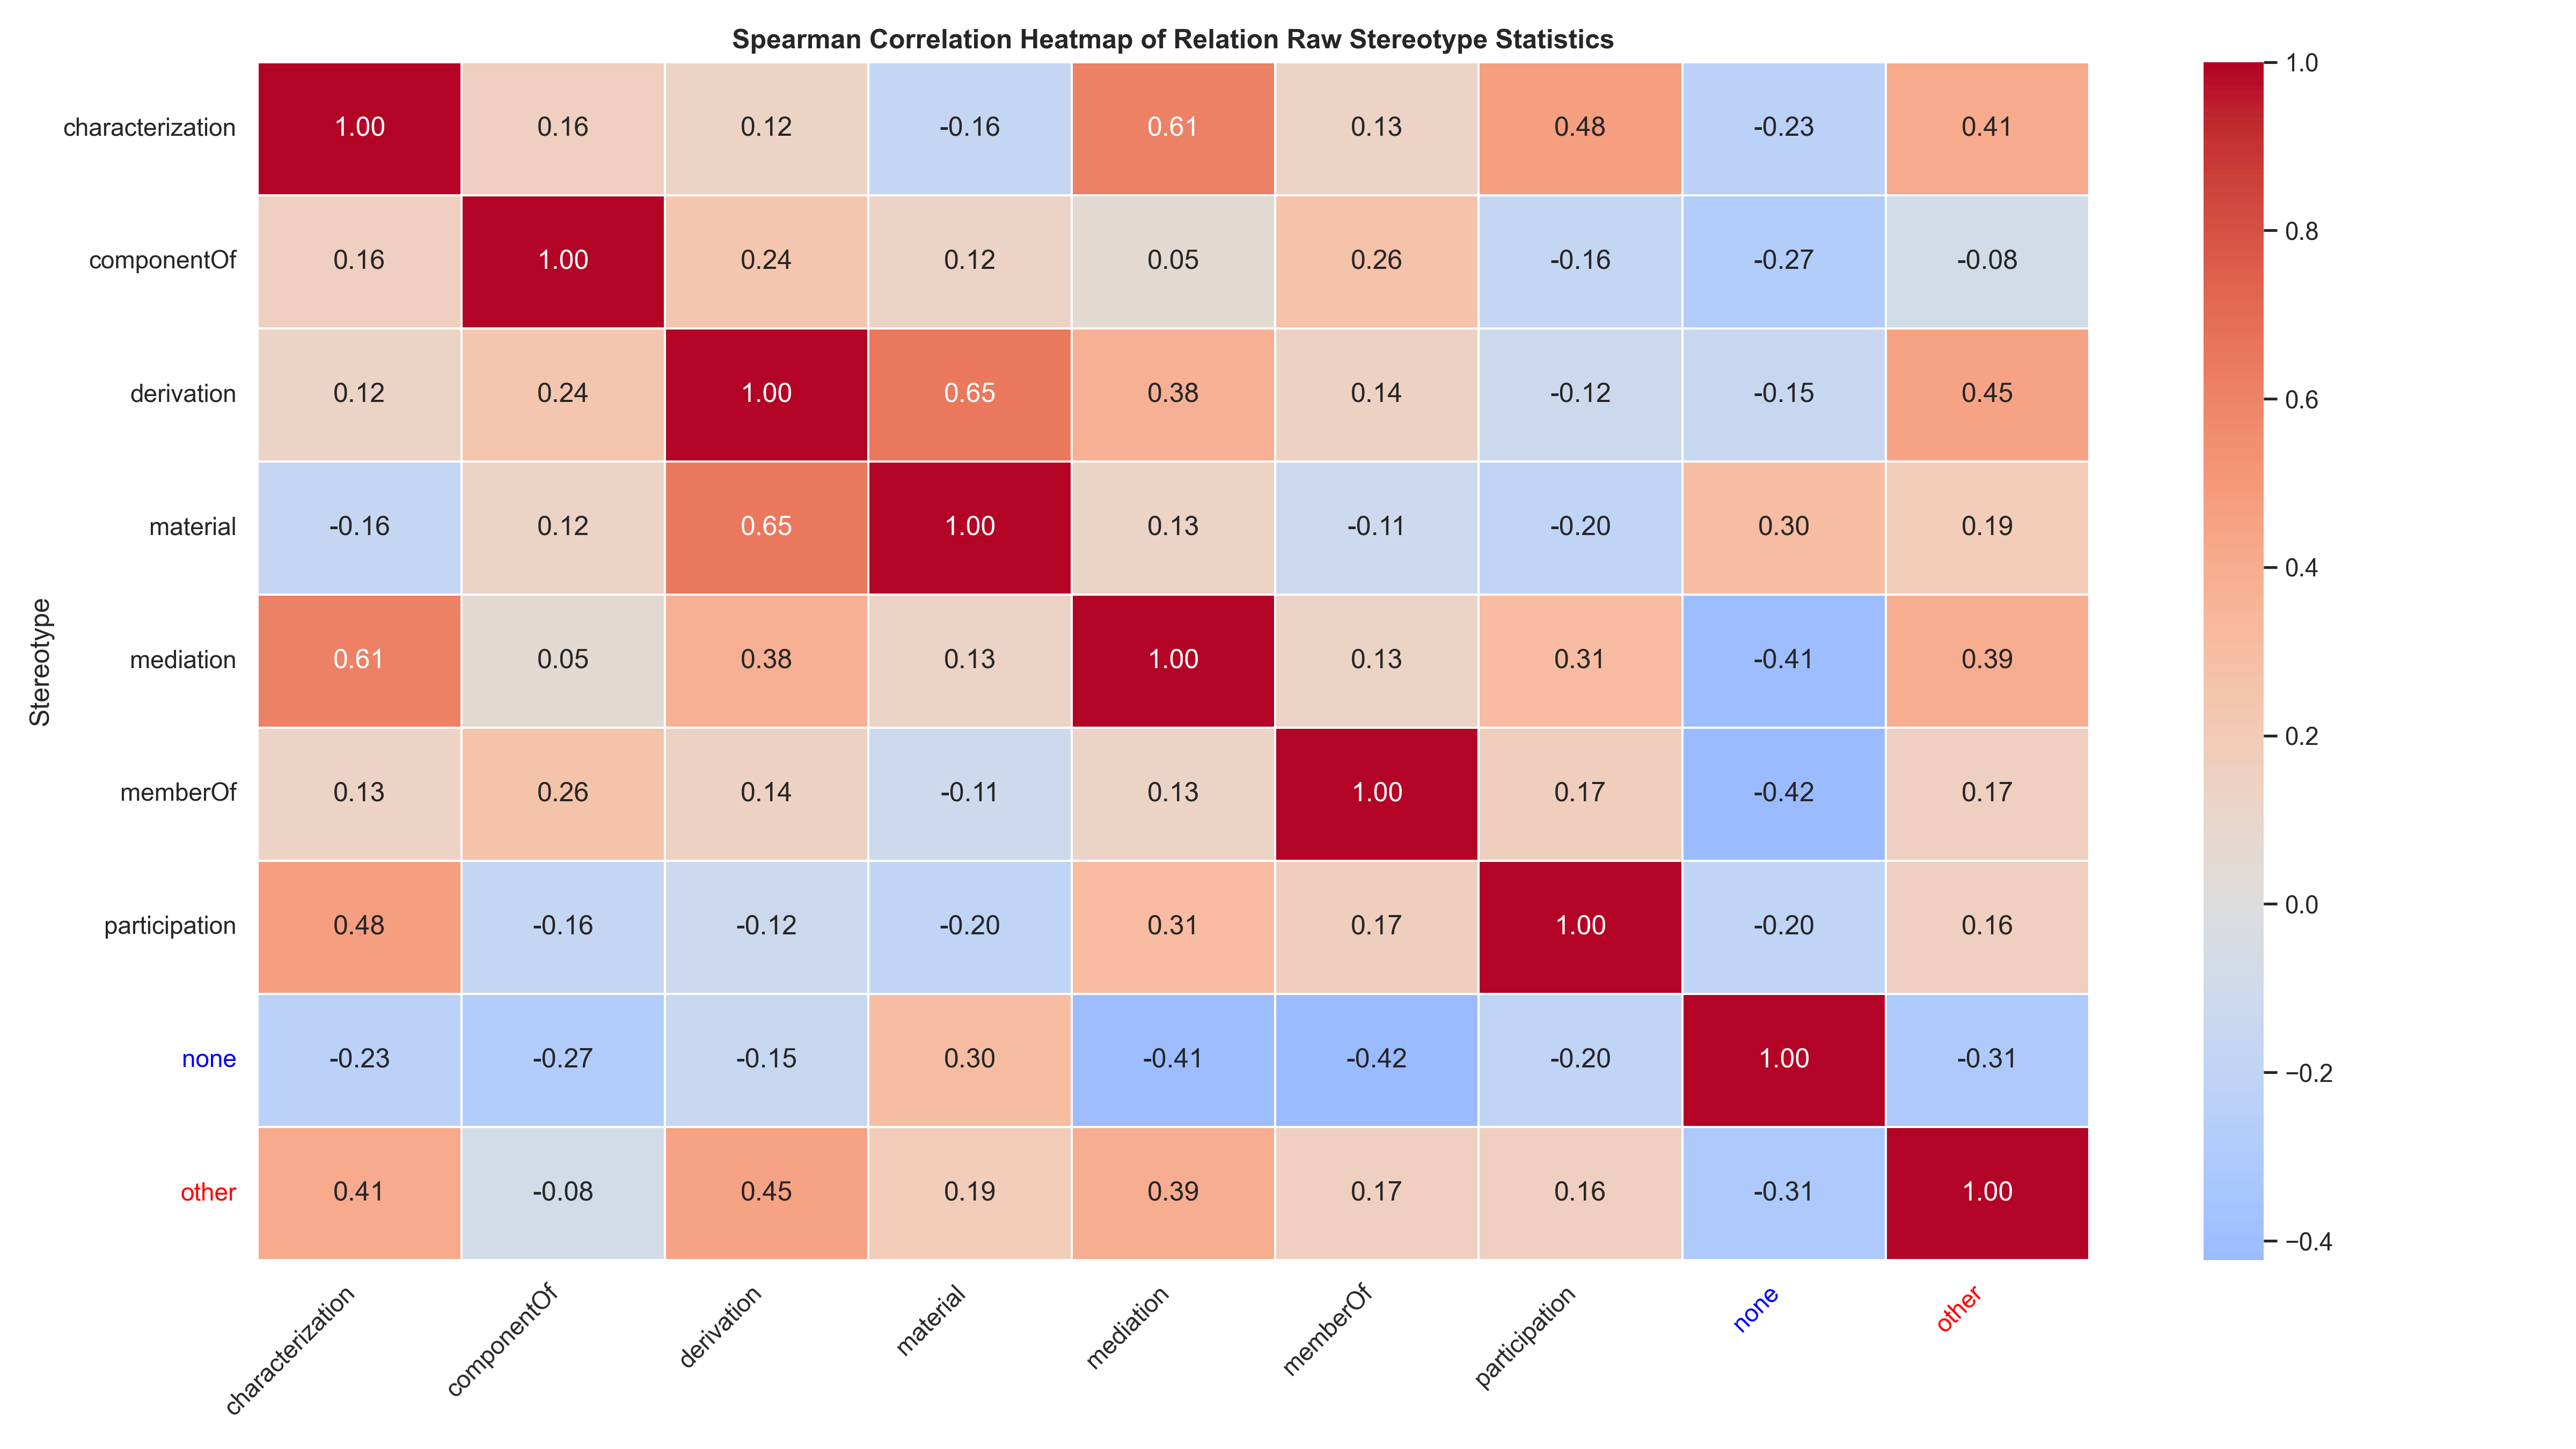 Spearman Correlation Heatmap of Relation Raw Stereotype Statistics
Stereotype
characterization 1.00 0.16 0.12 -0.16 0.61 0.13 0.48 -0.23 0.41
componentOf 0.16 1.00 0.24 0.12 0.05 0.26 -0.16 -0.27 -0.08
derivation 0.12 0.24 1.00 0.65 0.38 0.14 -0.12 -0.15 0.45
material -0.16 0.12 0.65 1.00 0.13 -0.11 -0.20 0.30 0.19
mediation 0.61 0.05 0.38 0.13 1.00 0.13 0.31 -0.41 0.39
memberOf 0.13 0.26 0.14 -0.11 0.13 1.00 0.17 -0.42 0.17
participation 0.48 -0.16 -0.12 -0.20 0.31 0.17 1.00 -0.20 0.16
none -0.23 -0.27 -0.15 0.30 -0.41 -0.42 -0.20 1.00 -0.31
other 0.41 -0.08 0.45 0.19 0.39 0.17 0.16 -0.31 1.00
characterization componentOf derivation material mediation memberOf participation none other
1.0
0.8
0.6
0.4
0.2
0.0
−0.2
−0.4